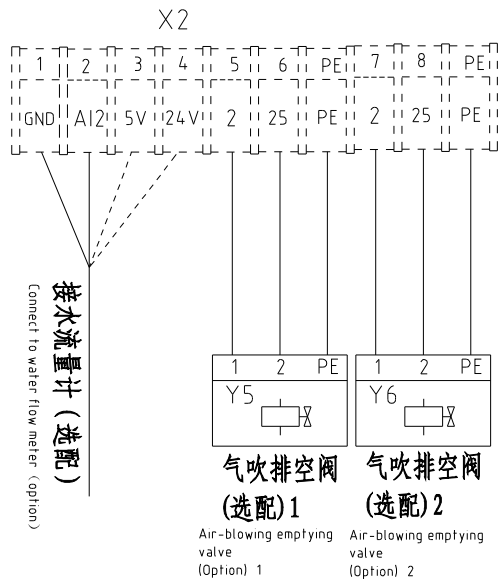 X2
1 2 3 4 5 6 PE 7 8 PE
GND AI2 5V 24V 2 25 PE 2 25 PE
接水流量计（选配）
Connect to water flow meter (option)
1 2 PE
Y5
气吹排空阀
(选配)1
Air-blowing emptying
valve
(Option) 1
1 2 PE
Y6
气吹排空阀
(选配)2
Air-blowing emptying
valve
(Option) 2